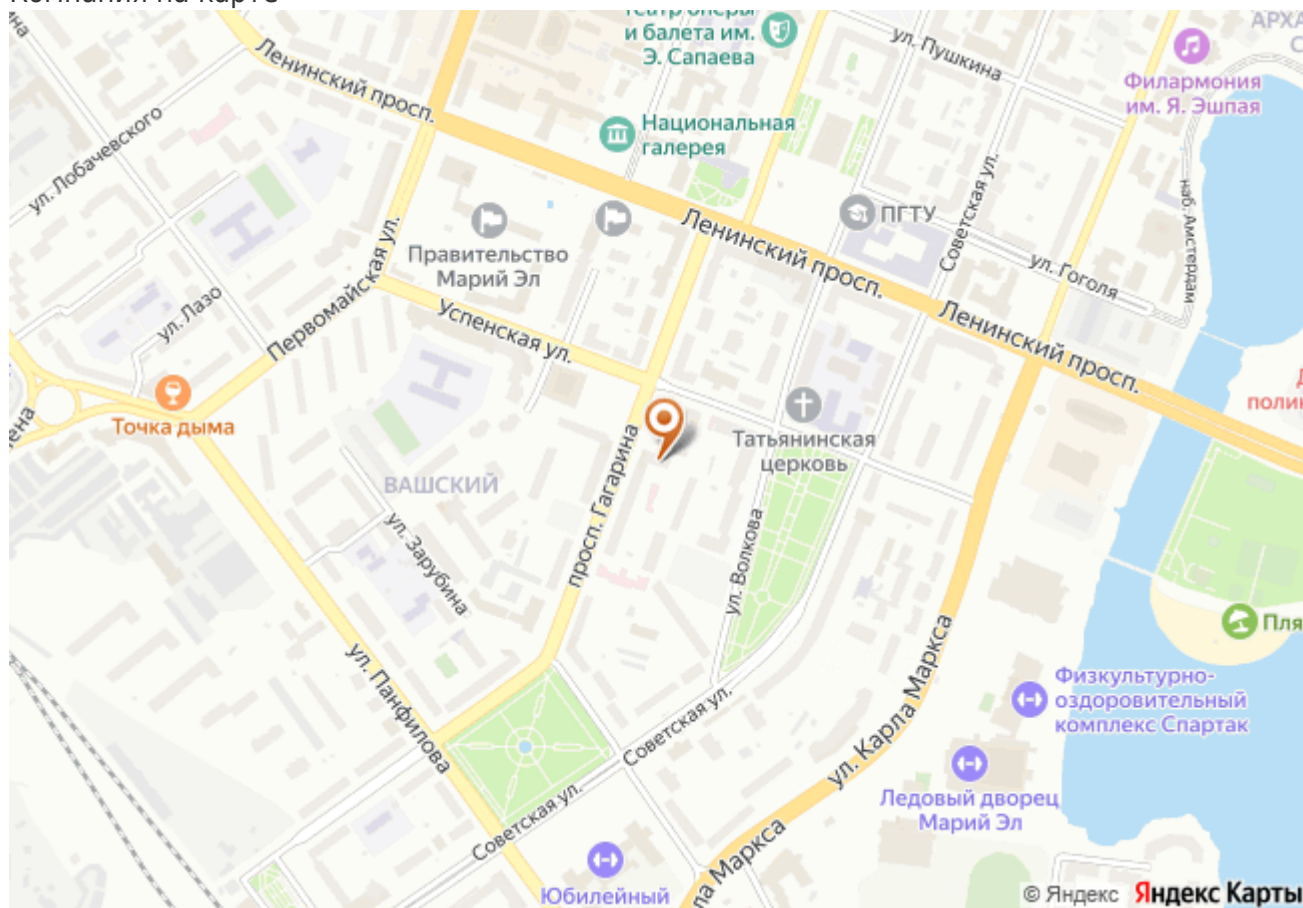 Компания на карте
театр оперы
и балета им.
Э. Сапаева
ул. Пушкина
Филармония
им. Я. Эшпая
Ленинский просп.
Национальная
галерея
ул. Лобачевского
Советская ул.
наб. Амстердам
ПГТУ
Ленинский просп.
Правительство
Марий Эл
ул. Гоголя
Первомайская ул.
ул. Лазо
Успенская ул.
Ленинский просп.
Точка дыма
Татьянинская
церковь
просп. Гагарина
ВАШСКИЙ
ул. Зарубина
ул. Волкова
Пля
ул. Панфилова
ул. Карла Маркса
Физкультурно-
оздоровительный
комплекс Спартак
Советская ул.
Ледовый дворец
Марий Эл
Советская ул.
ла Маркса
Юбилейный
© Яндекс Яндекс Карты